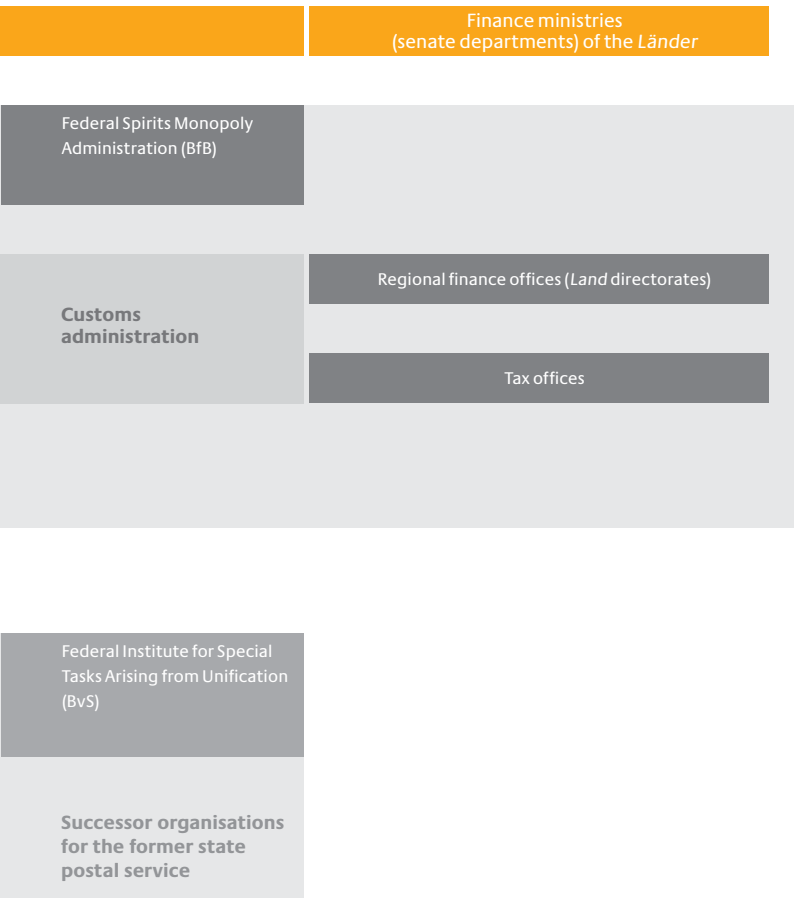 Finance ministries
(senate departments) of the Länder
Federal Spirits Monopoly
Administration (BfB)
Regional finance offices (Land directorates)
Customs
administration
Tax offices
Federal Institute for Special
Tasks Arising from Unification
(BvS)
Successor organisations
for the former state
postal service